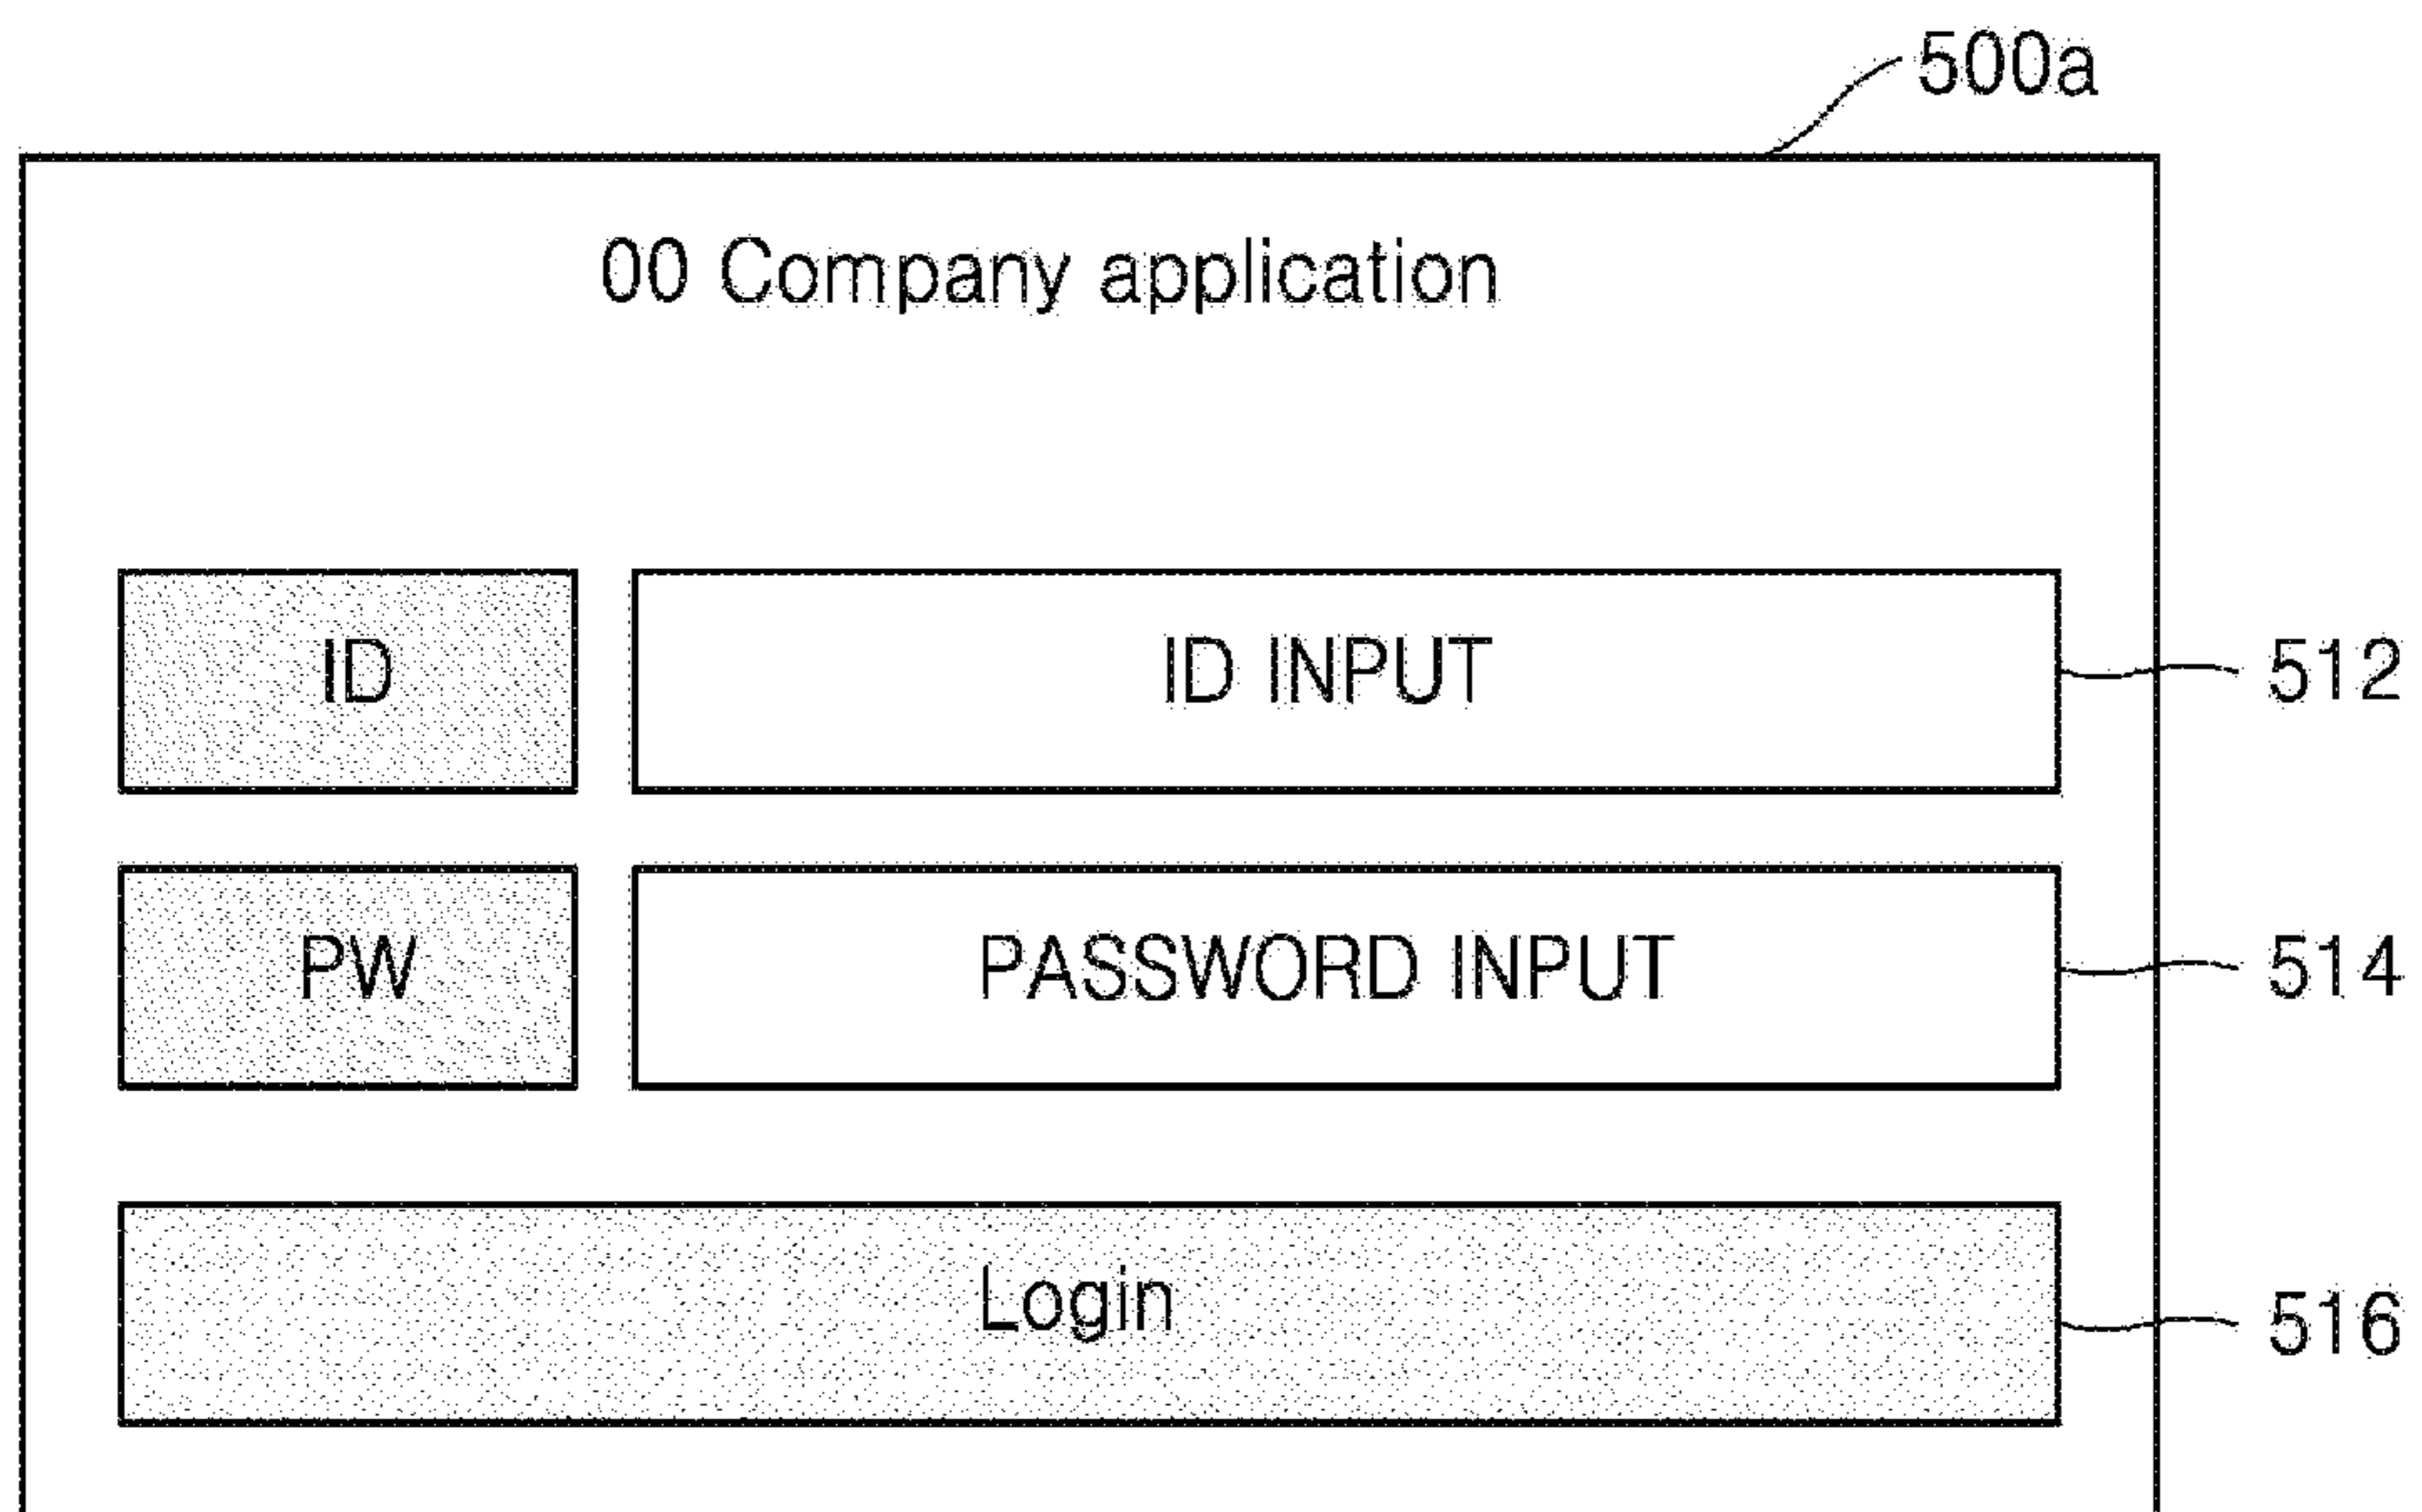 500a
00 Company application
ID ID INPUT 512
PW PASSWORD INPUT 514
Login 516